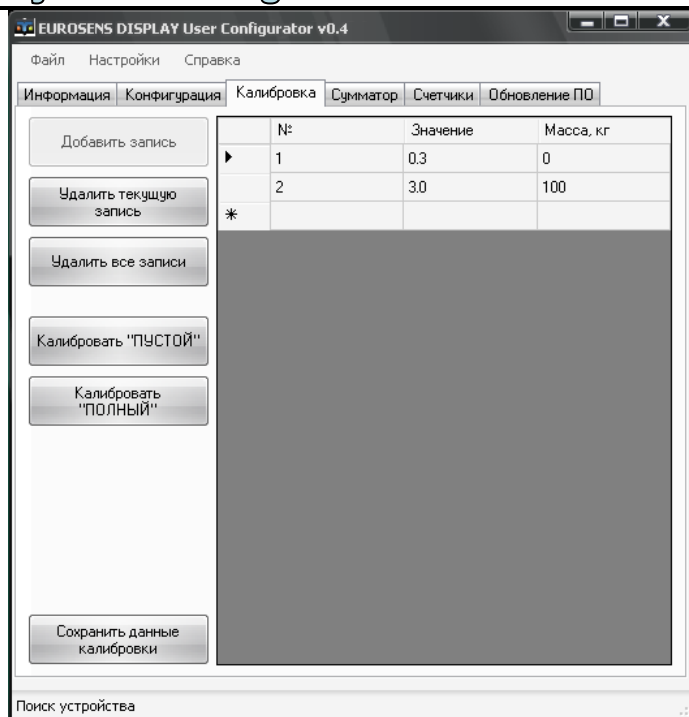 EUROSENS DISPLAY User Configurator v0.4
Файл Настройки Справка
Информация Конфигурация Калибровка Сумматор Счетчики Обновление ПО
Добавить запись
Удалить текущую
запись
Удалить все записи
Калибровать "ПУСТОЙ"
Калибровать
"ПОЛНЫЙ"
Сохранить данные
калибровки
№ Значение Масса, кг
1 0.3 0
2 3.0 100
Поиск устройства